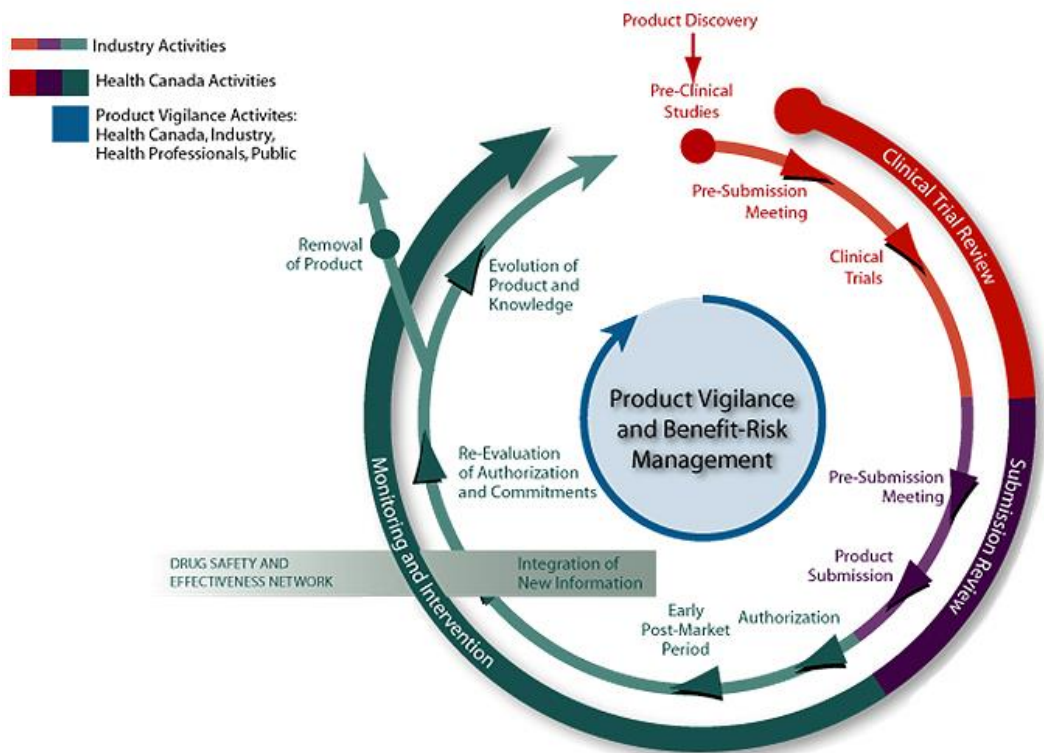 Industry Activities
Health Canada Activities
Product Vigilance Activites:
Health Canada, Industry,
Health Professionals, Public
Product Discovery
Pre-Clinical
Studies
Pre-Submission
Meeting
Clinical
Trials
Clinical Trial Review
Pre-Submission
Meeting
Product
Submission
Submission Review
Authorization
Early
Post-Market
Period
DRUG SAFETY AND
EFFECTIVENESS NETWORK
Integration of
New Information
Monitoring and Intervention
Re-Evaluation
of Authorization
and Commitments
Removal
of Product
Evolution of
Product and
Knowledge
Product Vigilance
and Benefit-Risk
Management